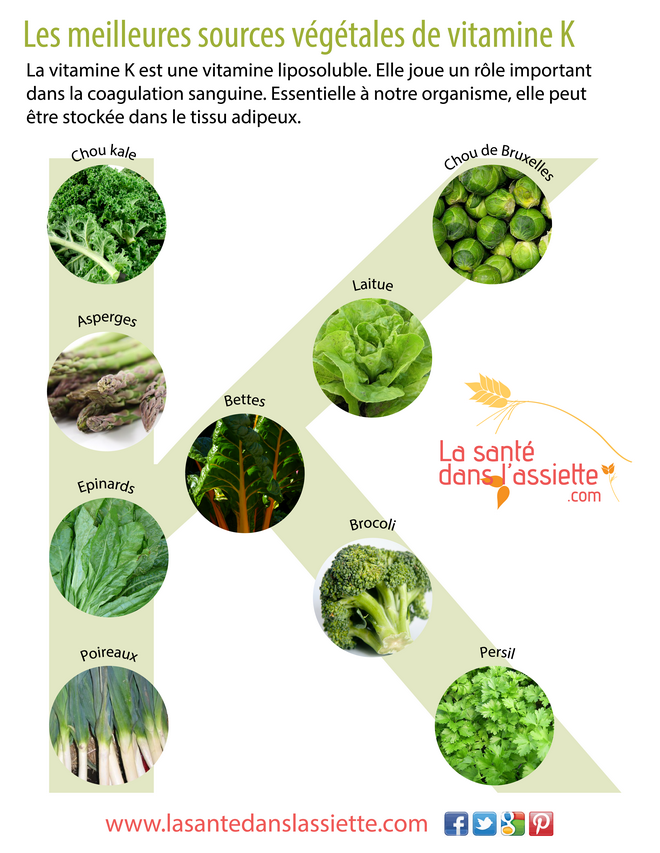 Les meilleures sources végétales de vitamine K
La vitamine K est une vitamine liposoluble. Elle joue un rôle important
dans la coagulation sanguine. Essentielle à notre organisme, elle peut
être stockée dans le tissu adipeux.
Chou kale
Chou de Bruxelles
Laitue
Asperges
Bettes
La santé
dans l'assiette
.com
Epinards
Brocoli
Poireaux
Persil
www.lasantedanslassiette.com
f
g